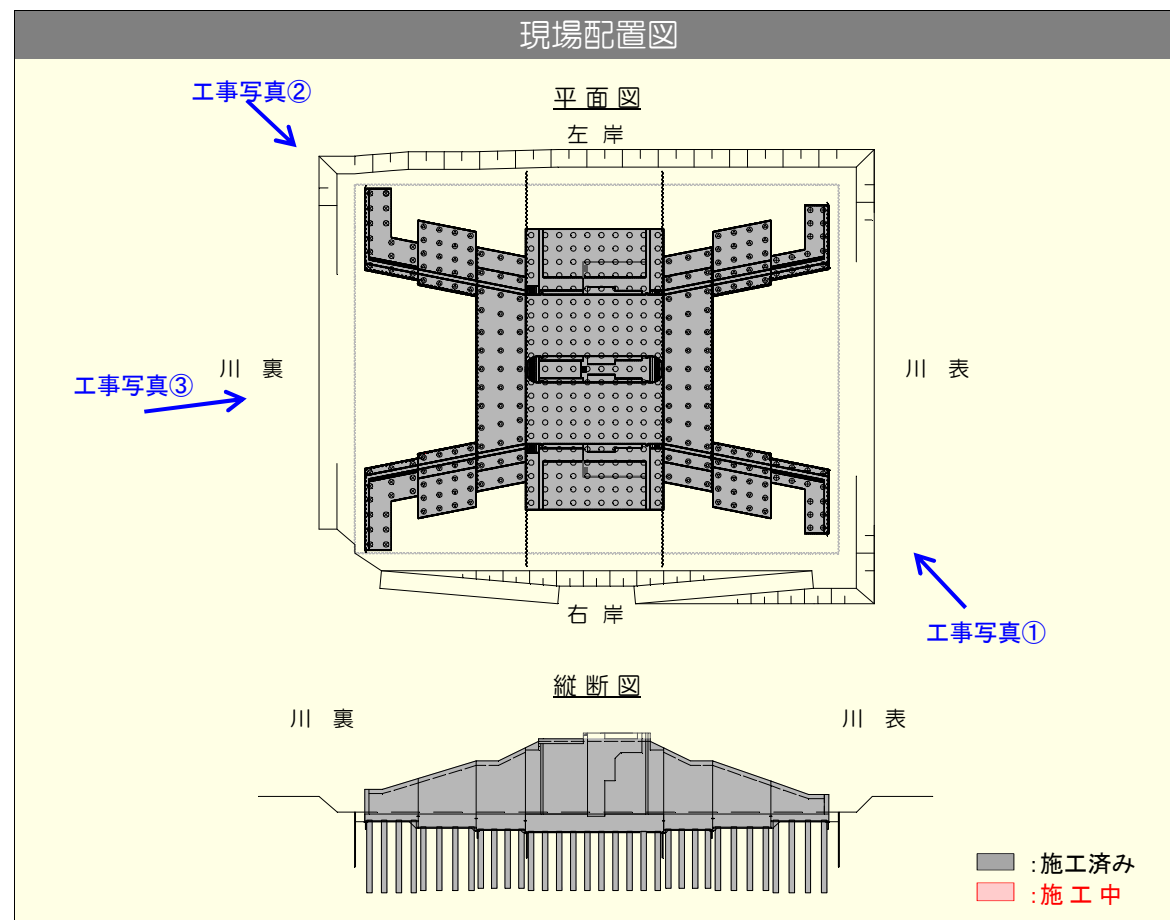 現場配置図
工事写真②
平 面 図
左 岸
川 裏
川 表
工事写真③
右 岸
工事写真①
縦 断 図
川 裏
川 表
:施工済み
:施 工 中